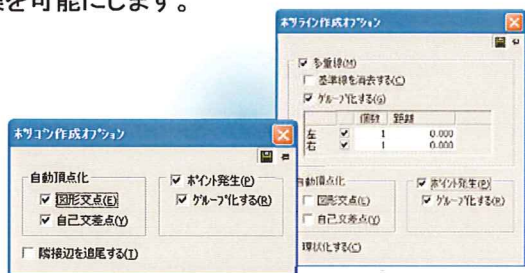 を可能にします。
ﾎﾟﾘﾗｲﾝ作成ｵﾌﾟｼｮﾝ
多重線(M)
基準線を消去する(C)
ｸﾞﾙｰﾌﾟ化する(G)
個数 距離
左 1 0.000
右 1 0.000
自動頂点化
図形交点(E)
自己交差点(Y)
ﾎﾟｲﾝﾄ発生(P)
ｸﾞﾙｰﾌﾟ化する(R)
環状化する(C)
ﾎﾟﾘｺﾞﾝ作成ｵﾌﾟｼｮﾝ
自動頂点化
図形交点(E)
自己交差点(Y)
ﾎﾟｲﾝﾄ発生(P)
ｸﾞﾙｰﾌﾟ化する(R)
隣接辺を追尾する(I)